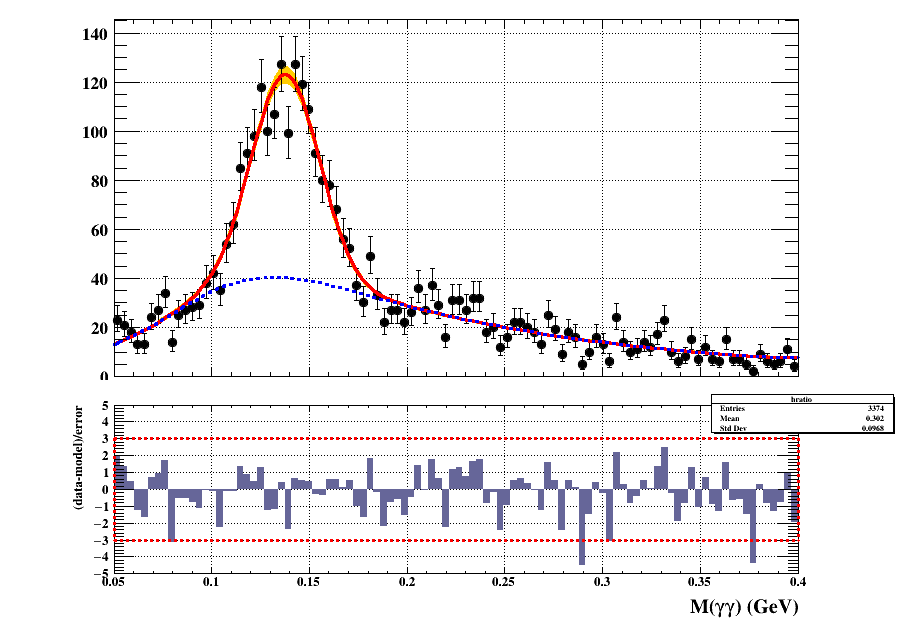 140
120
100
80
60
40
20
0
(data-model)/error
5
4
3
2
1
0
−1
−2
−3
−4
−5
hratio
Entries 3374
Mean 0.302
Std Dev 0.0968
0.05 0.1 0.15 0.2 0.25 0.3 0.35 0.4
M(γγ) (GeV)